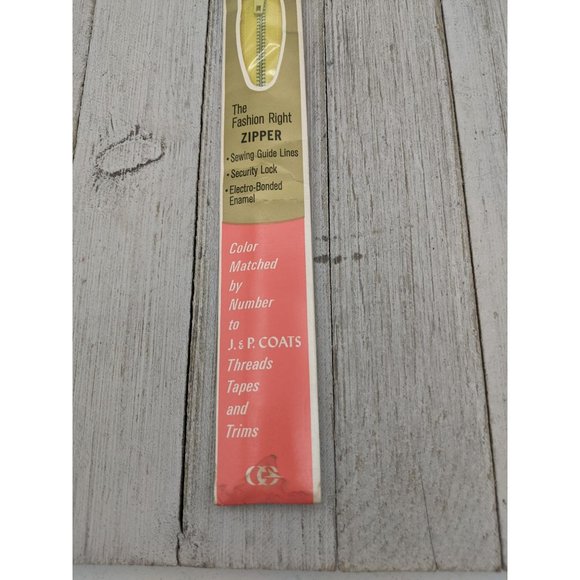 The
Fashion Right
ZIPPER
• Sewing Guide Lines
• Security Lock
• Electro-Bonded
Enamel
Color
Matched
by
Number
to
J. & P. COATS
Threads
Tapes
and
Trims